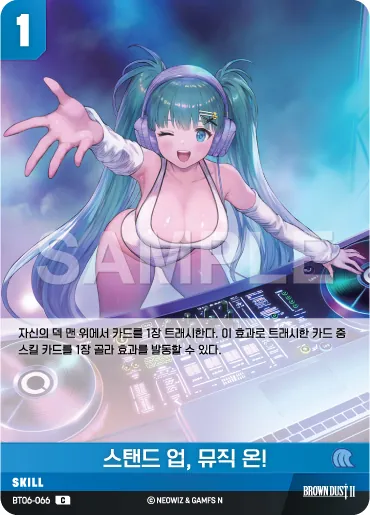 1
SAMPLE
자신의 덱 맨 위에서 카드를 1장 트래시한다. 이 효과로 트래시한 카드 중
스킬 카드를 1장 골라 효과를 발동할 수 있다.
스탠드 업, 뮤직 온!
SKILL
BT06-066 C ⓒ NEOWIZ & GAMFS N BROWN DUST II